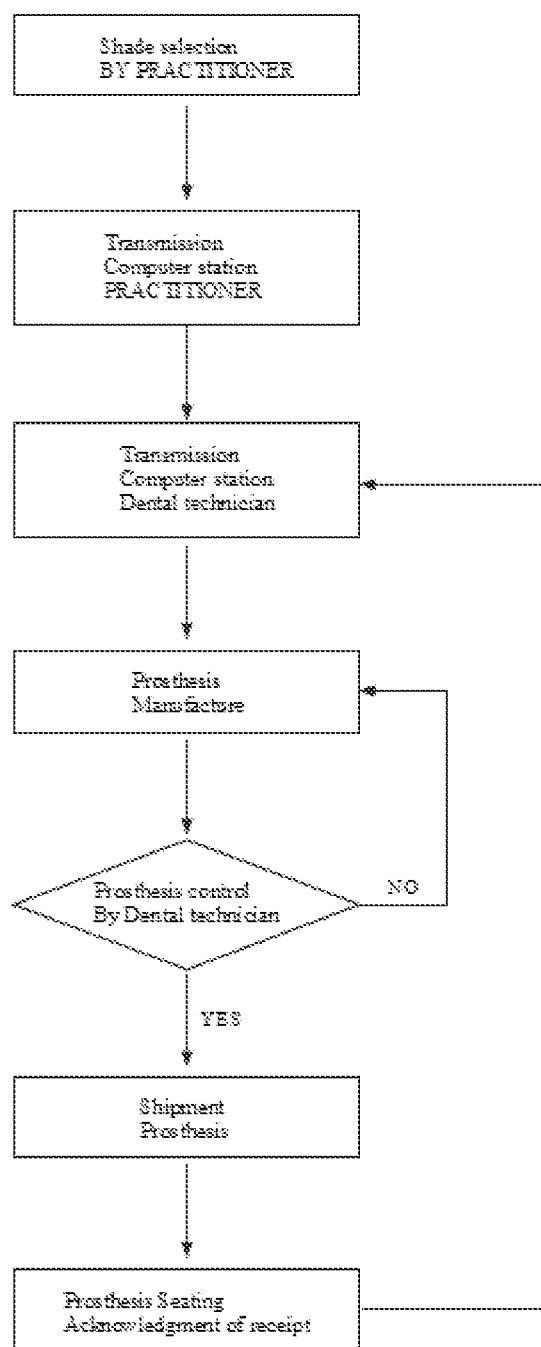 Shade selection
BY PRACTITIONER
Transmission
Computer station
PRACTITIONER
Transmission
Computer station
Dental technician
Prosthesis
Manufacture
Prosthesis control
By Dental technician
NO
YES
Shipment
Prosthesis
Prosthesis Seating
Acknowledgment of receipt